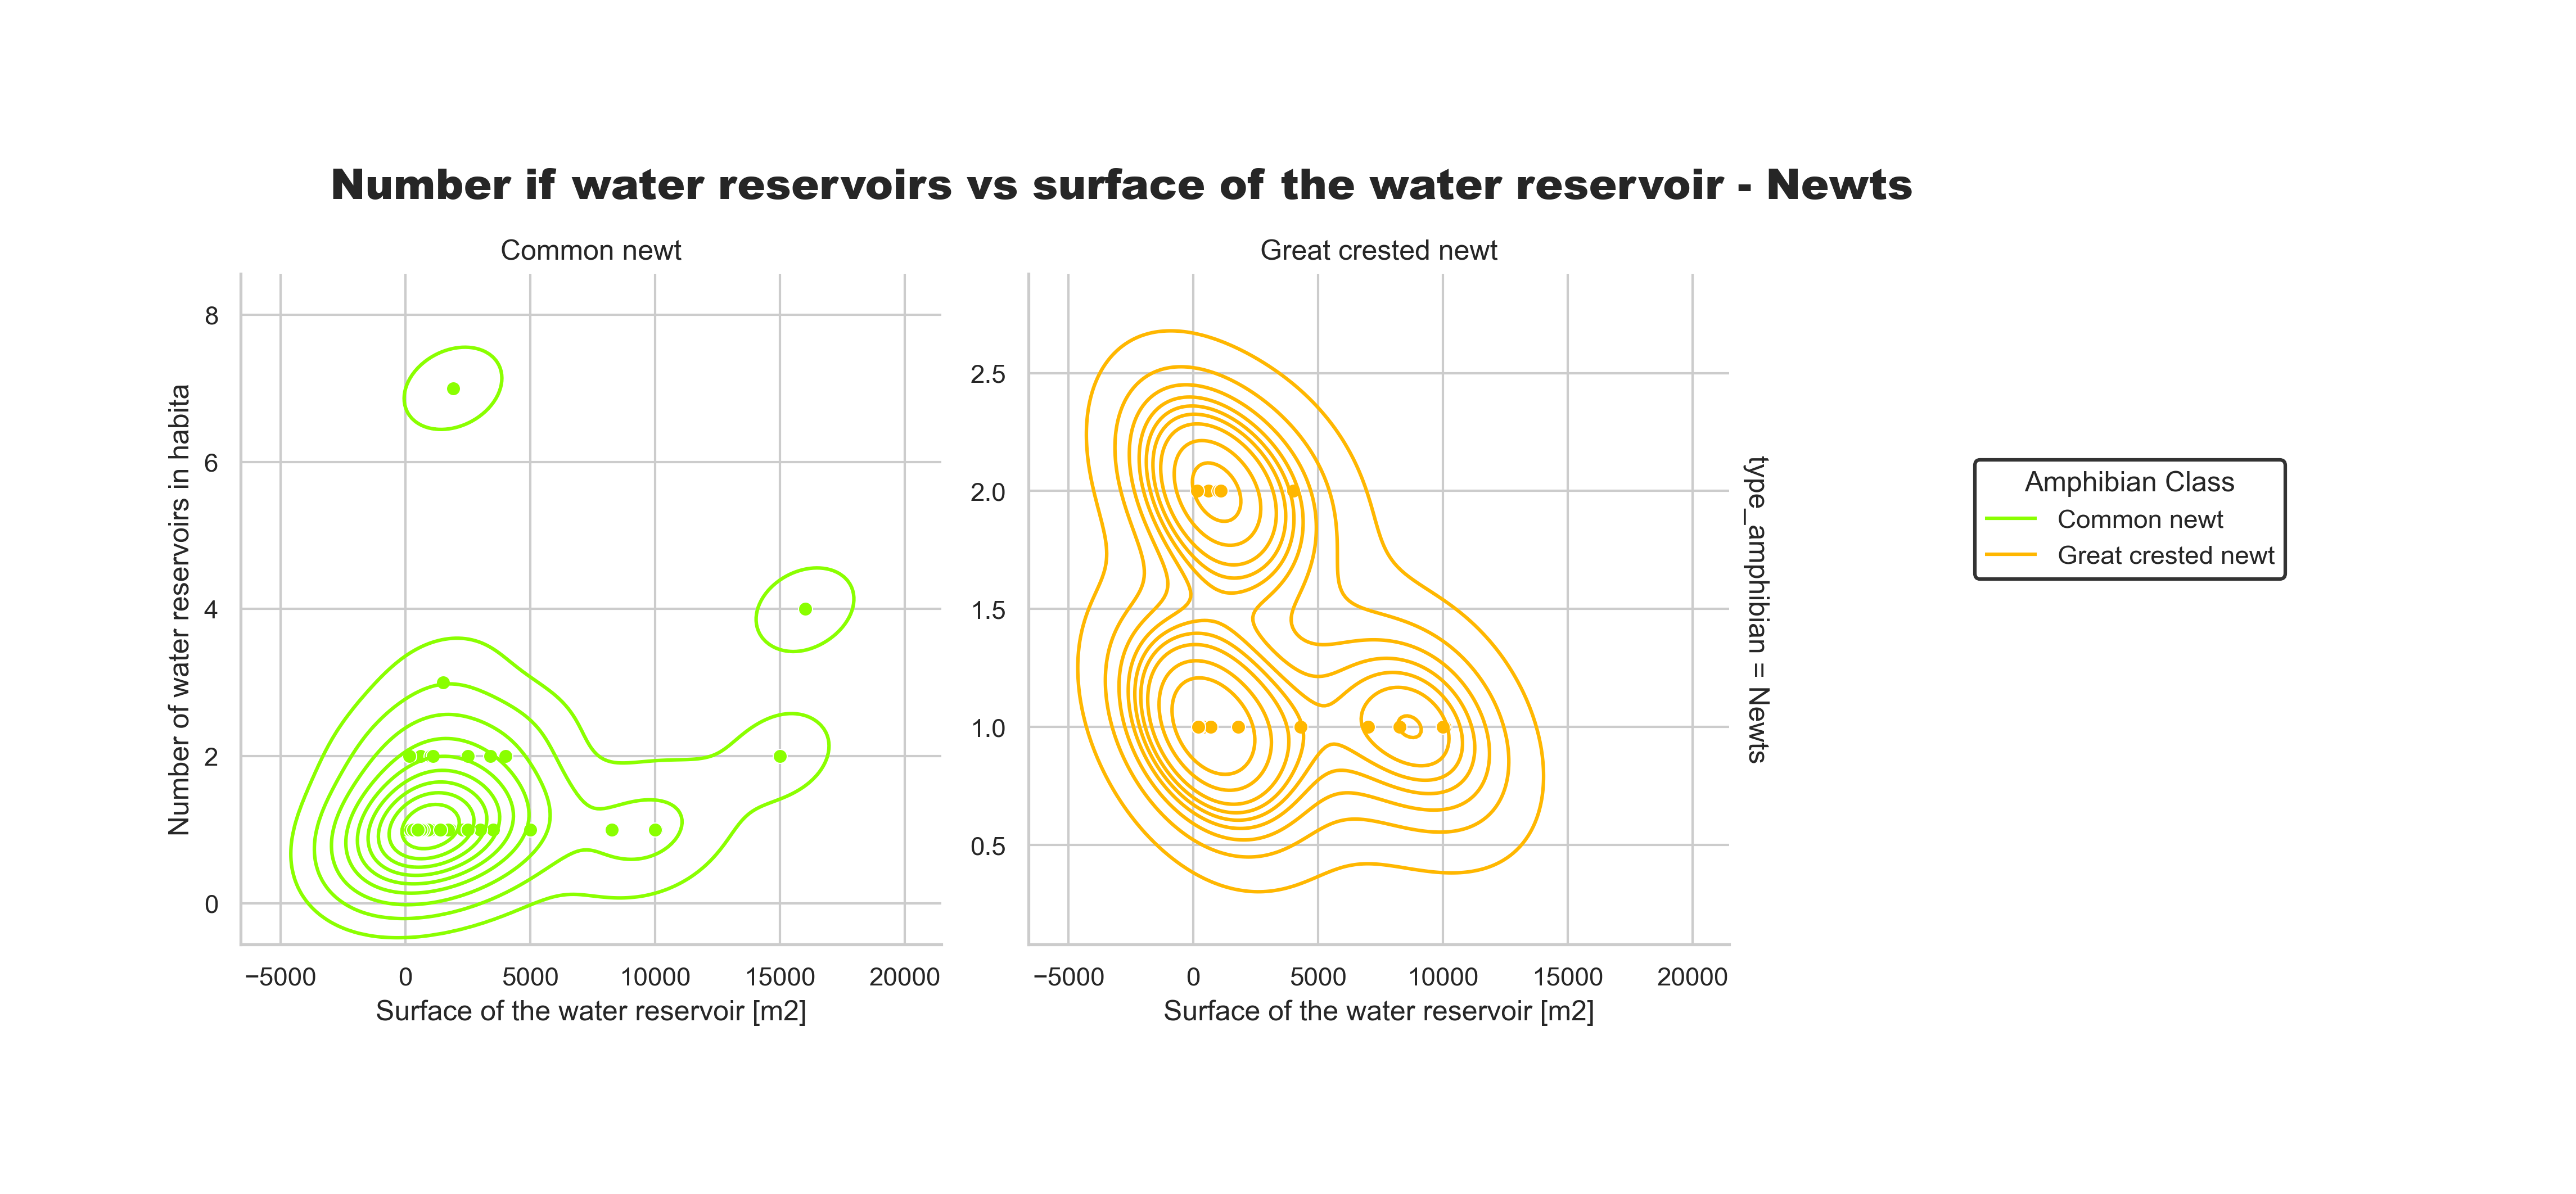 Number if water reservoirs vs surface of the water reservoir - Newts
Common newt
Great crested newt
Number of water reservoirs in habita
8
6
4
2
0
−5000 0 5000 10000 15000 20000
Surface of the water reservoir [m2]
2.5
2.0
1.5
1.0
0.5
−5000 0 5000 10000 15000 20000
Surface of the water reservoir [m2]
type_amphibian = Newts
Amphibian Class
Common newt
Great crested newt